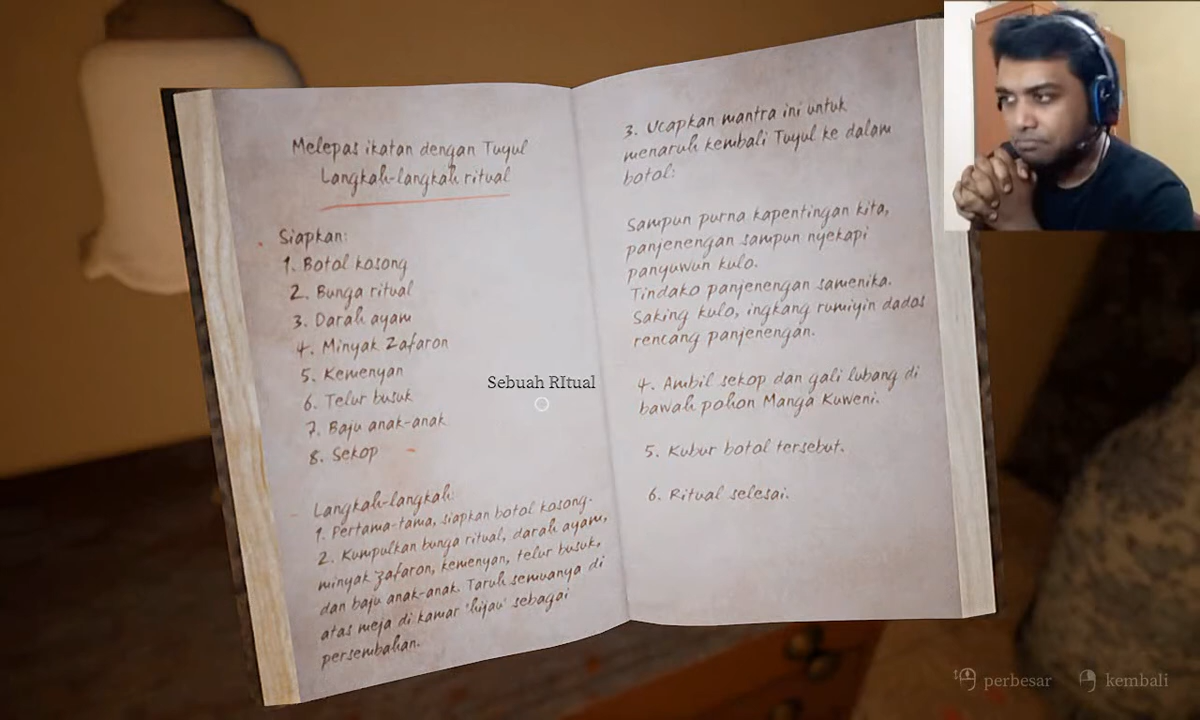 Melepas ikatan dengan Tuyul
Langkah-langkah ritual
Siapkan:
1. Botol kosong
2. Bunga ritual
3. Darah ayam
4. Minyak Zafaron
5. Kemenyan
6. Telur busuk
7. Baju anak-anak
8. Sekop
Langkah-langkah:
1. Pertama-tama, siapkan botol kosong.
2. Kumpulkan bunga ritual, darah ayam,
minyak zafaron, kemenyan, telur busuk,
dan baju anak-anak. Taruh semuanya di
atas meja di kamar 'hijau' sebagai
persembahan.
3. Ucapkan mantra ini untuk
menaruh kembali Tuyul ke dalam
botol:
Sampun purna kapentingan kita,
panjenengan sampun nyekapi
panyuwun kulo.
Tindako panjenengan samenika.
Saking kulo, ingkang rumiyin dados
rencang panjenengan.
4. Ambil sekop dan gali lubang di
bawah pohon Manga Kuweni.
5. Kubur botol tersebut.
6. Ritual selesai.
Sebuah RItual
perbesar
kembali